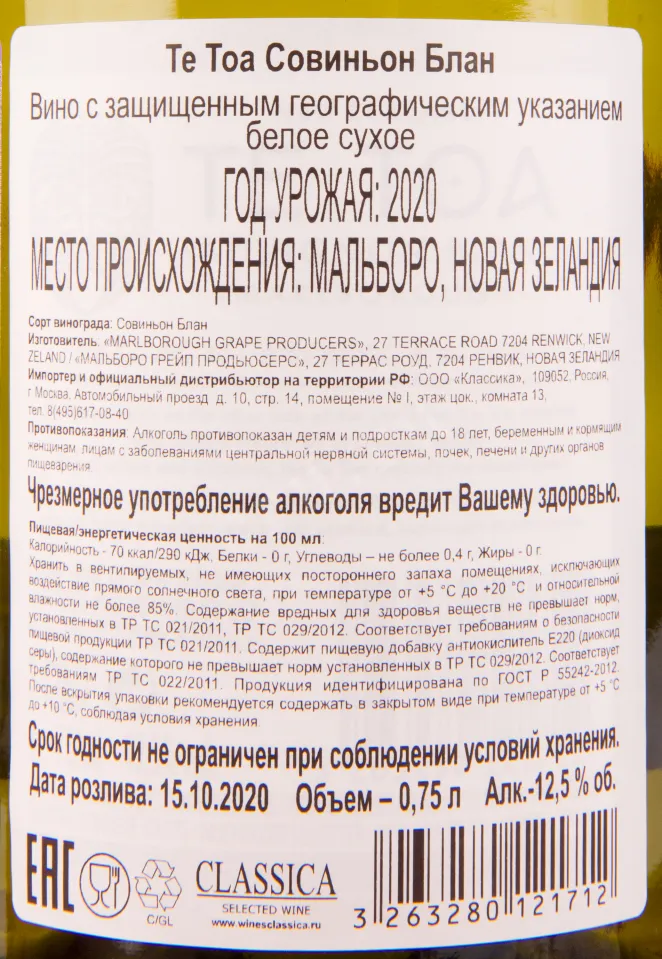 Те Тоа Совиньон Блан
Вино с защищенным географическим указанием
белое сухое
ГОД УРОЖАЯ: 2020
МЕСТО ПРОИСХОЖДЕНИЯ: МАЛЬБОРО, НОВАЯ ЗЕЛАНДИЯ
Сорт винограда: Совиньон Блан
Изготовитель: «MARLBOROUGH GRAPE PRODUCERS», 27 TERRACE ROAD 7204 RENWICK, NEW
ZELAND / «МАЛЬБОРО ГРЕЙП ПРОДЬЮСЕРС», 27 ТЕРРАС РОУД, 7204 РЕНВИК, НОВАЯ ЗЕЛАНДИЯ
Импортер и официальный дистрибьютор на территории РФ: ООО «Классика», 109052, Россия,
г. Москва. Автомобильный проезд д. 10, стр. 14, помещение № I, этаж цок., комната 13,
тел. 8(495)617-08-40
Противопоказания: Алкоголь противопоказан детям и подросткам до 18 лет, беременным и кормящим
женщинам, лицам с заболеваниями центральной нервной системы, почек, печени и других органов
пищеварения
Чрезмерное употребление алкоголя вредит Вашему здоровью.
Пищевая/энергетическая ценность на 100 мл:
Калорийность - 70 ккал/290 кДж, Белки - 0 г, Углеводы – не более 0,4 г, Жиры - 0 г.
Хранить в вентилируемых, не имеющих постороннего запаха помещениях, исключающих
воздействие прямого солнечного света, при температуре от +5 °С до +20 °С и относительной
влажности не более 85%. Содержание вредных для здоровья веществ не превышает норм,
установленных в ТР ТС 021/2011, ТР ТС 029/2012. Соответствует требованиям о безопасности
пищевой продукции ТР ТС 021/2011. Содержит пищевую добавку антиокислитель Е220 (диоксид
серы), содержание которого не превышает норм установленных в ТР ТС 029/2012. Соответствует
требованиям ТР ТС 022/2011. Продукция идентифицирована по ГОСТ Р 55242-2012.
После вскрытия упаковки рекомендуется содержать в закрытом виде при температуре от +5 °С
до +10 °С, соблюдая условия хранения.
Срок годности не ограничен при соблюдении условий хранения.
Дата розлива: 15.10.2020 Объем – 0,75 л Алк.-12,5 % об.
EAC
C/GL
CLASSICA
SELECTED WINE
www.winesclassica.ru
3 263280 121712